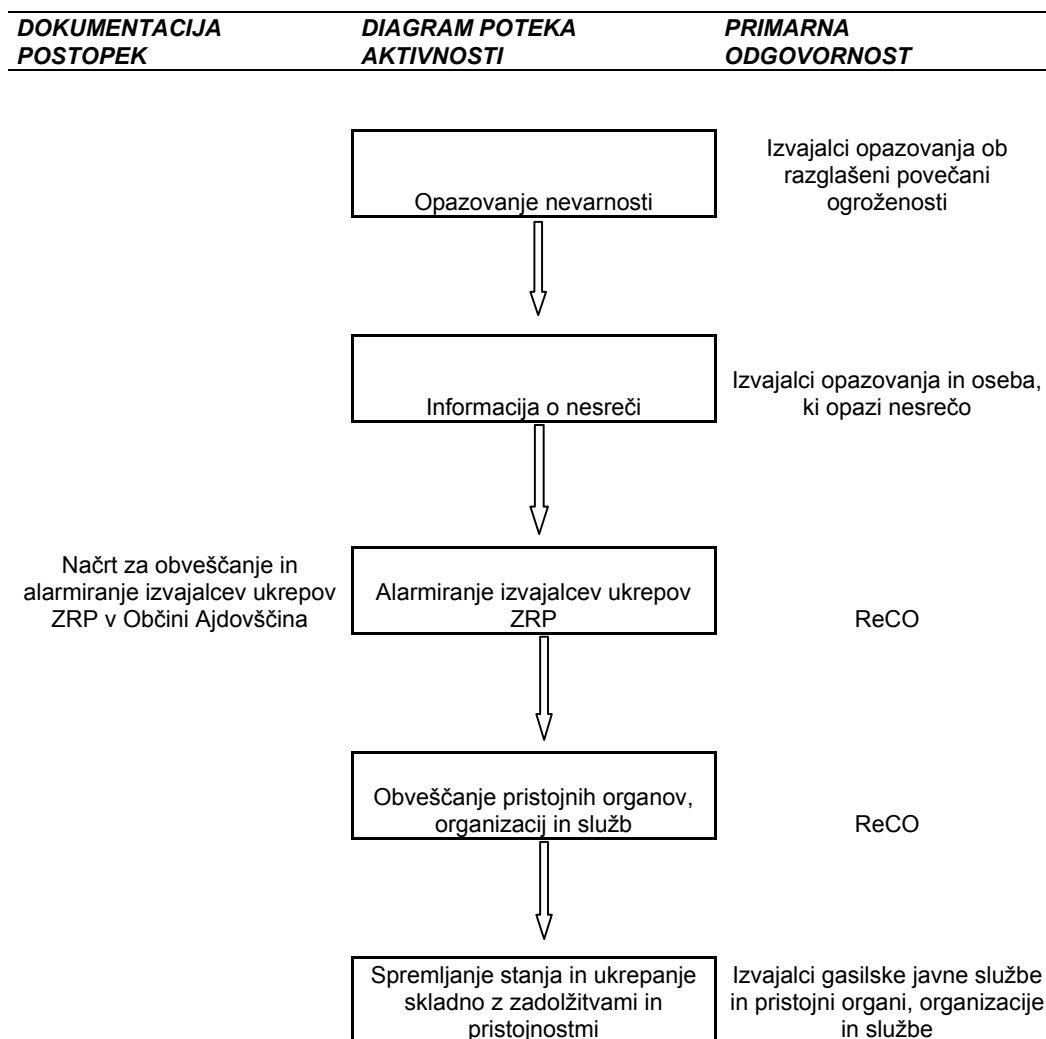 DOKUMENTACIJA
POSTOPEK
DIAGRAM POTEKA
AKTIVNOSTI
PRIMARNA
ODGOVORNOST
Opazovanje nevarnosti
Izvajalci opazovanja ob
razglašeni povečani
ogroženosti
Informacija o nesreči
Izvajalci opazovanja in oseba,
ki opazi nesrečo
Načrt za obveščanje in
alarmiranje izvajalcev ukrepov
ZRP v Občini Ajdovščina
Alarmiranje izvajalcev ukrepov
ZRP
ReCO
Obveščanje pristojnih organov,
organizacij in služb
ReCO
Spremljanje stanja in ukrepanje
skladno z zadolžitvami in
pristojnostmi
Izvajalci gasilske javne službe
in pristojni organi, organizacije
in službe